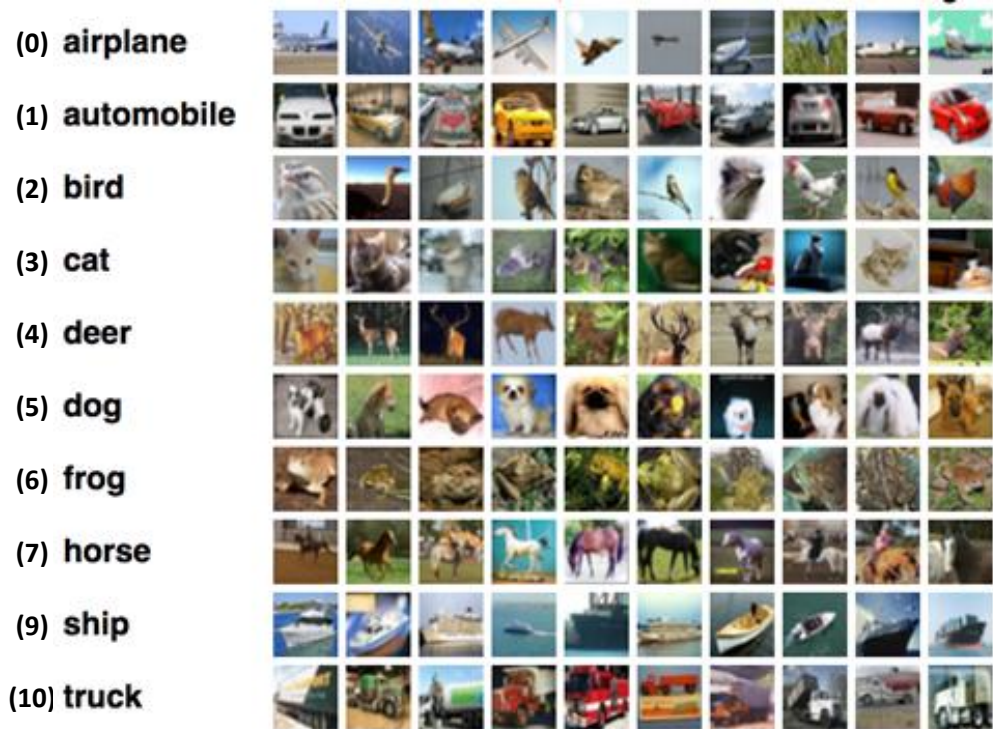 (0) airplane
(1) automobile
(2) bird
(3) cat
(4) deer
(5) dog
(6) frog
(7) horse
(9) ship
(10) truck